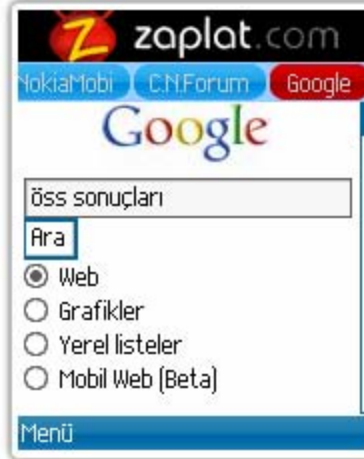 zaplat.com
NokiaMobi C.N.Forum Google
Google
öss sonuçları
Ara
Web
Grafikler
Yerel listeler
Mobil Web (Beta)
Menü